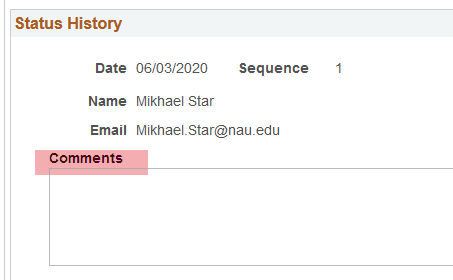 Status History
Date 06/03/2020 Sequence 1
Name Mikhael Star
Email Mikhael.Star@nau.edu
Comments